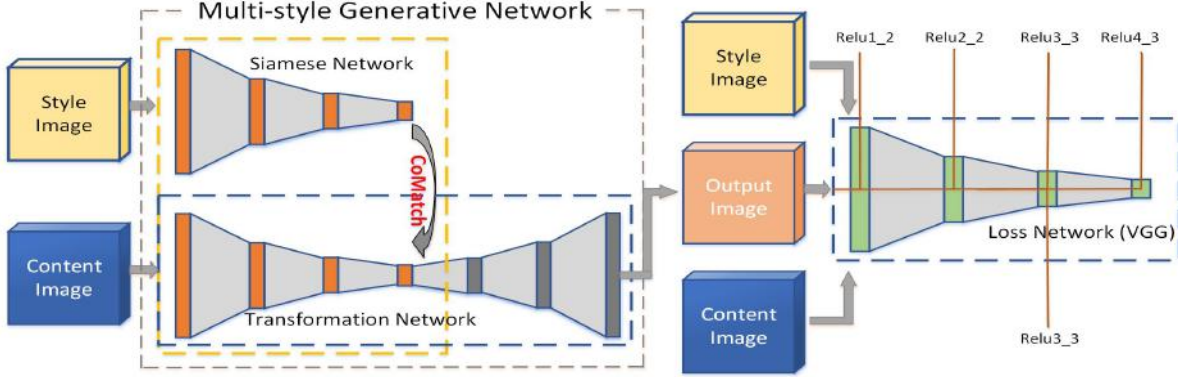 Multi-style Generative Network
Style
Image
Siamese Network
CoMatch
Content
Image
Transformation Network
Style
Image
Output
Image
Content
Image
Relu1_2
Relu2_2
Relu3_3
Relu4_3
Loss Network (VGG)
Relu3_3